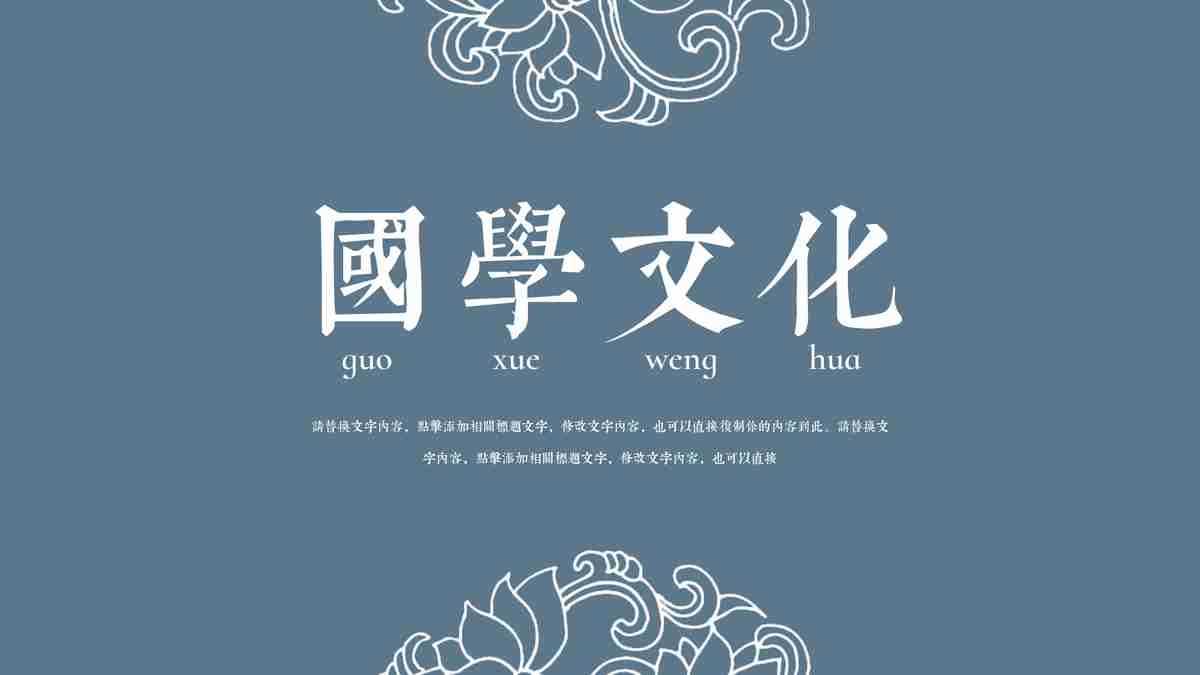 國學文化
guo xue weng hua
請替換文字內容，點擊添加相關標題文字，修改文字內容，也可以直接復制你的內容到此。請替換文
字內容，點擊添加相關標題文字，修改文字內容，也可以直接